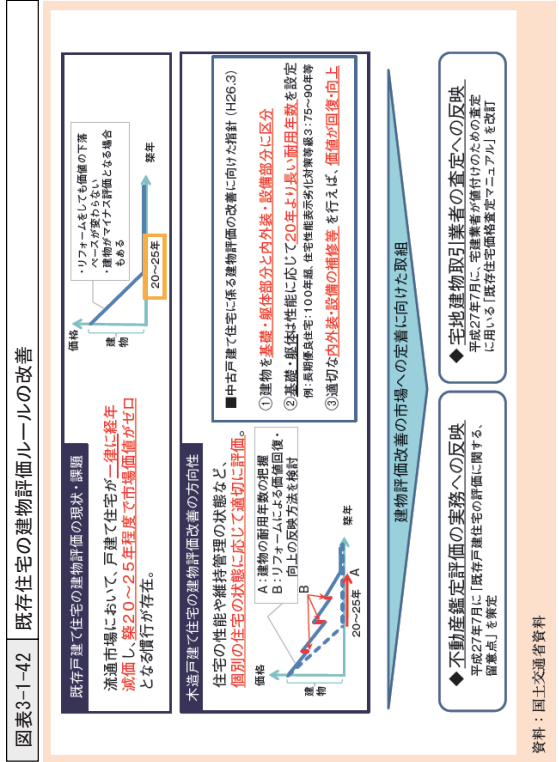 図表3-1-42 既存住宅の建物評価ルールの改善
既存戸建て住宅の建物評価の現状・課題
流通市場において、戸建て住宅が一律に経年
減価し、築20～25年程度で市場価値がゼロ
となる慣行が存在。
価格
建物
・リフォームをしても価値の下落
ペースが変わらない
・建物がマイナス評価となる場合
もある
築年
20～25年
木造戸建て住宅の建物評価改善の方向性
住宅の性能や維持管理の状態など、
個別の住宅の状態に応じて適切に評価。
価格
建物
A：建物の耐用年数の把握
B：リフォームによる価値回復・
向上の反映方法を検討
B
築年
20～25年
A
■中古戸建て住宅に係る建物評価の改善に向けた指針（H26.3）
①建物を基礎・躯体部分と内外装・設備部分に区分
②基礎・躯体は性能に応じて20年より長い耐用年数を設定
例：長期優良住宅：100年超、住宅性能表示劣化対策等級3：75～90年等
③適切な内外装・設備の補修等を行えば、価値が回復・向上
建物評価改善の市場への定着に向けた取組
◆不動産鑑定評価の実務への反映
平成27年7月に「既存戸建住宅の評価に関する、
留意点」を策定
◆宅地建物取引業者の査定への反映
平成27年7月に、宅建業者が値付けのための査定
に用いる「既存住宅価格査定マニュアル」を改訂
資料：国土交通省資料